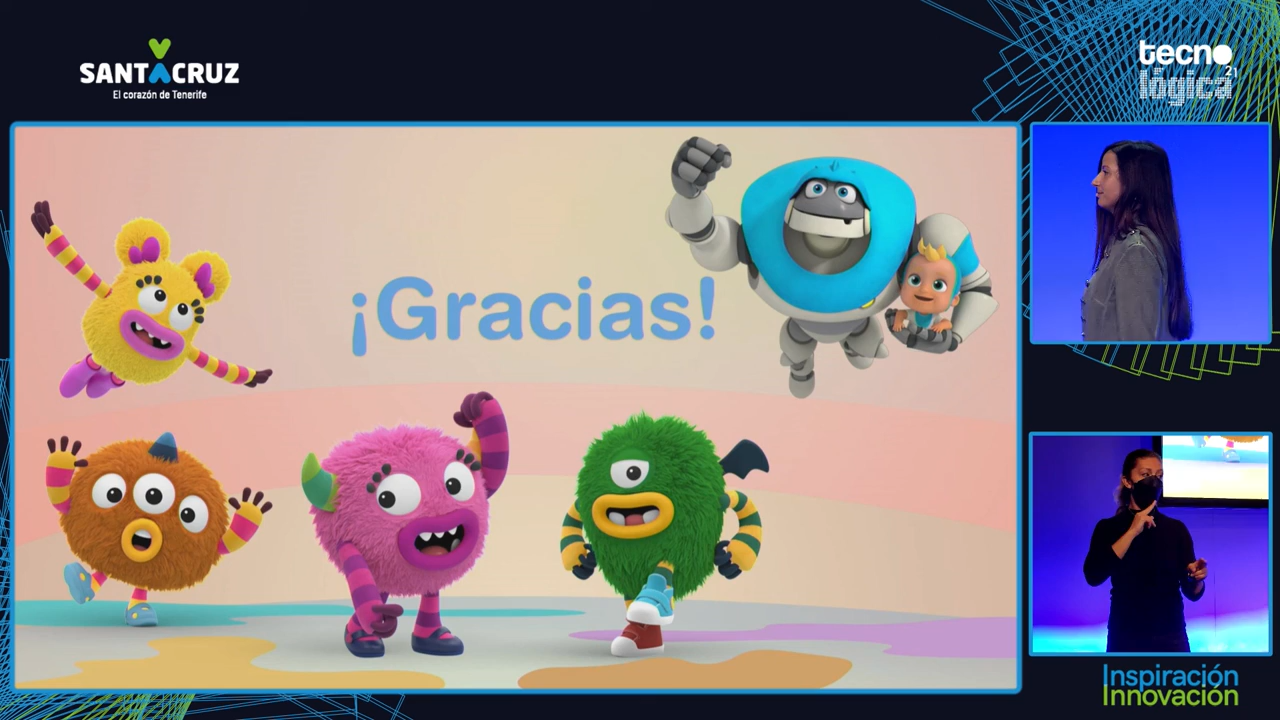 SANTACRUZ
El corazón de Tenerife
tecno
lógica
21
¡Gracias!
Inspiración
Innovación